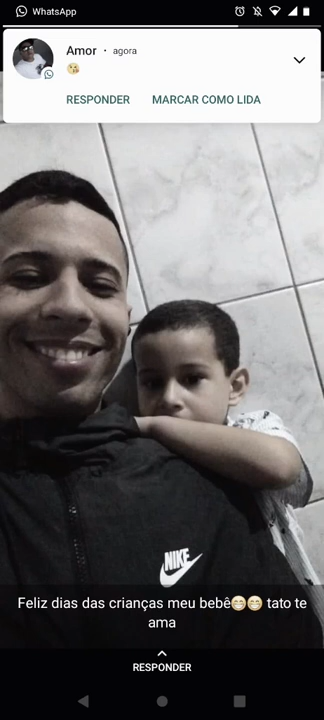 WhatsApp
Amor · agora
😘
RESPONDER MARCAR COMO LIDA
NIKE
Feliz dias das crianças meu bebê😁😁 tato te
ama
RESPONDER